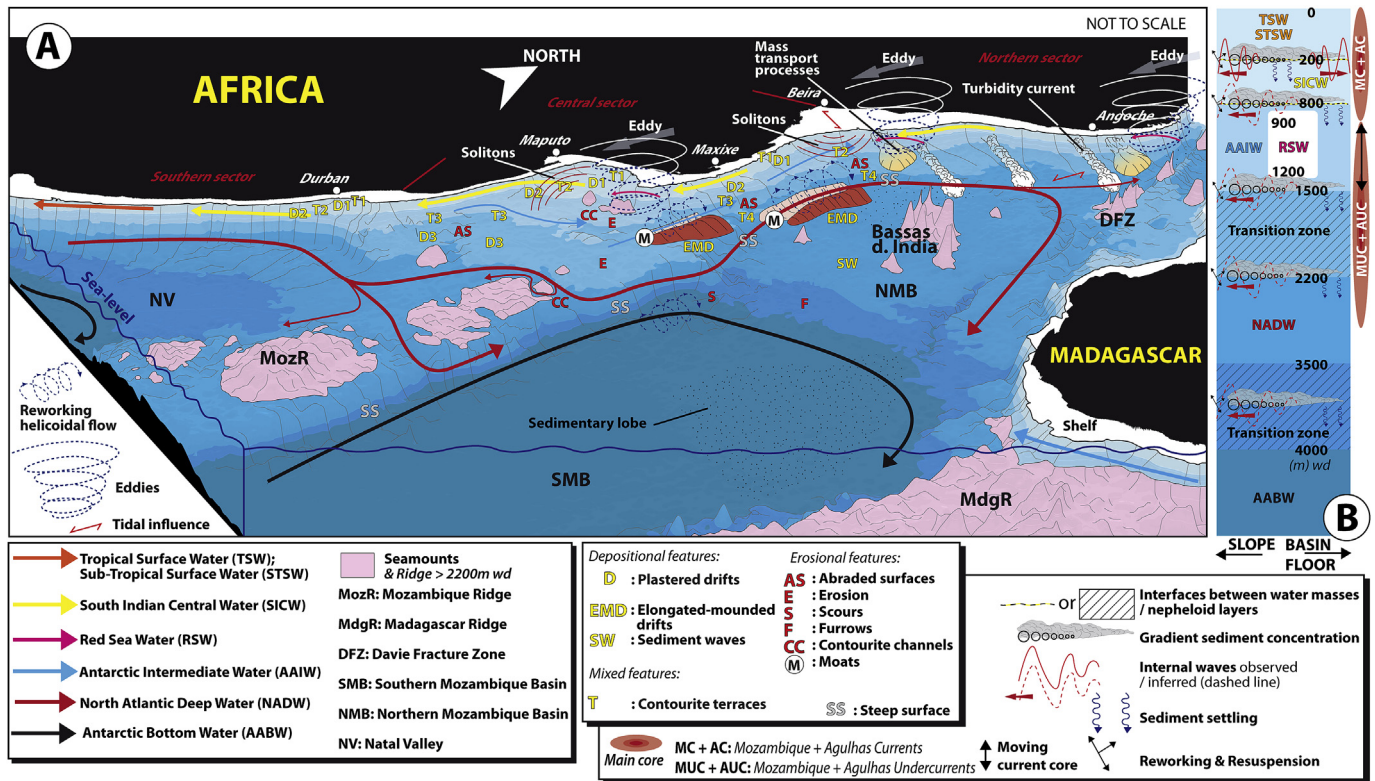 A
NOT TO SCALE
AFRICA
NORTH
Mass
transport
processes
Eddy
Northern sector
Eddy
Central sector
Beira
Turbidity current
Angoche
Solitons
Eddy
Maputo
Maxixe
Solitons
Southern sector
Durban
D2
T2
D1
T1
D2
T2
D1
T1
D2
T1
D1
T2
AS
T4
SS
T3
T3
AS
D3
D3
CC
E
T3
AS
T4
M
EMD
SS
M
EMD
Bassas
d. India
DFZ
E
SW
NMB
NV
Sea-level
CC
SS
S
F
MozR
MADAGASCAR
SS
Reworking
helicoidal flow
Sedimentary lobe
Shelf
Eddies
SMB
MdgR
Tidal influence
TSW
STSW
0
200
SICW
800
900
AAIW
RSW
1200
1500
Transition zone
2200
NADW
3500
Transition zone
4000
(m) wd
AABW
MC + AC
MUC + AUC
B
SLOPE
BASIN
FLOOR
Tropical Surface Water (TSW);
Sub-Tropical Surface Water (STSW)
South Indian Central Water (SICW)
Red Sea Water (RSW)
Antarctic Intermediate Water (AAIW)
North Atlantic Deep Water (NADW)
Antarctic Bottom Water (AABW)
Seamounts
& Ridge > 2200m wd
MozR: Mozambique Ridge
MdgR: Madagascar Ridge
DFZ: Davie Fracture Zone
SMB: Southern Mozambique Basin
NMB: Northern Mozambique Basin
NV: Natal Valley
Depositional features:
D : Plastered drifts
EMD : Elongated-mounded
drifts
SW : Sediment waves
Mixed features:
T : Contourite terraces
Erosional features:
AS : Abraded surfaces
E : Erosion
S : Scours
F : Furrows
CC : Contourite channels
M : Moats
SS : Steep surface
Main core
MC + AC: Mozambique + Agulhas Currents
MUC + AUC: Mozambique + Agulhas Undercurrents
Moving
current core
or
Interfaces between water masses
/ nepheloid layers
Gradient sediment concentration
Internal waves observed
/ inferred (dashed line)
Sediment settling
Reworking & Resuspension